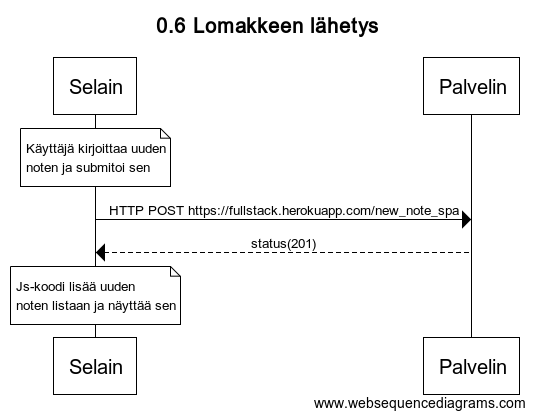 0.6 Lomakkeen lähetys
Selain
Palvelin
Käyttäjä kirjoittaa uuden
noten ja submitoi sen
HTTP POST https://fullstack.herokuapp.com/new_note_spa
status(201)
Js-koodi lisää uuden
noten listaan ja näyttää sen
Selain
Palvelin
www.websequencediagrams.com